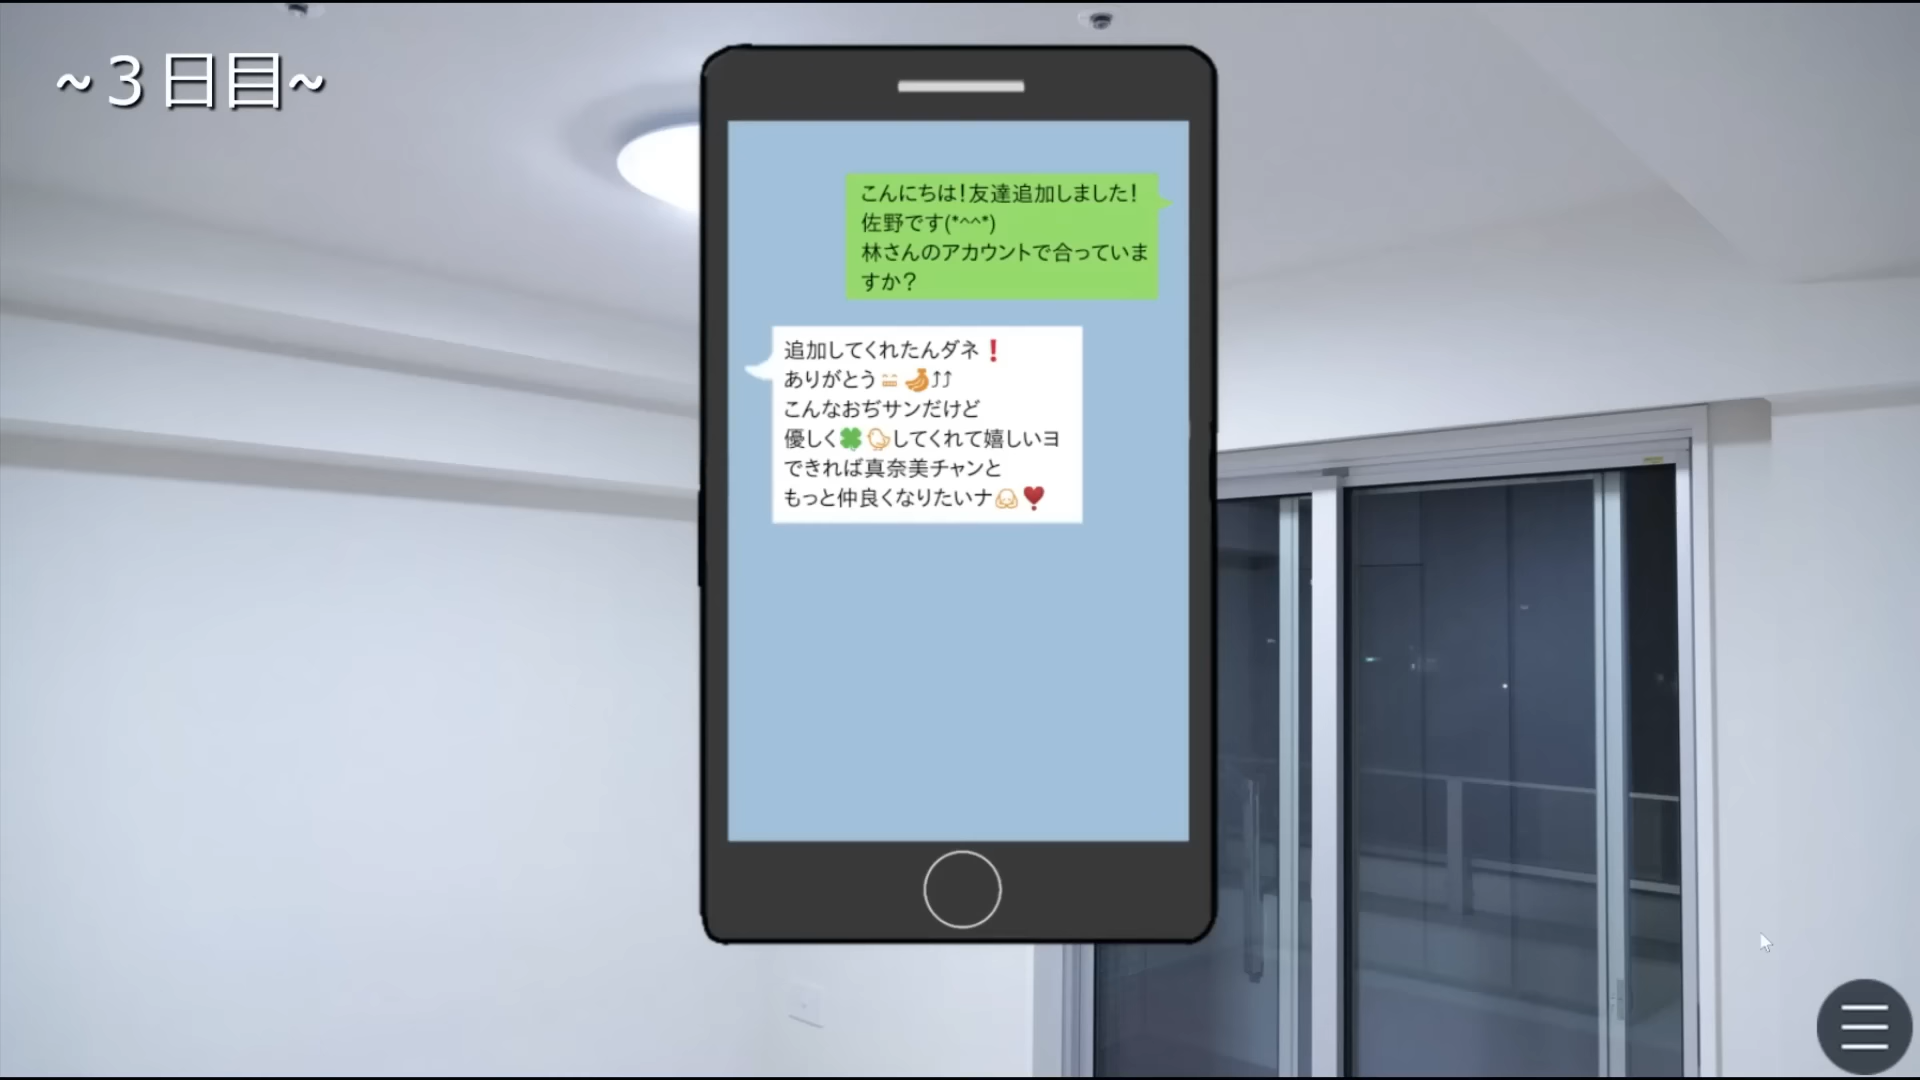 ~３日目~
こんにちは！友達追加しました！
佐野です(*^^*)
林さんのアカウントで合っていま
すか？
追加してくれたんダネ❗
ありがとう⤴⤴
こんなおぢサンだけど
優しく🍀してくれて嬉しいヨ
できれば真奈美チャンと
もっと仲良くなりたいナ❣